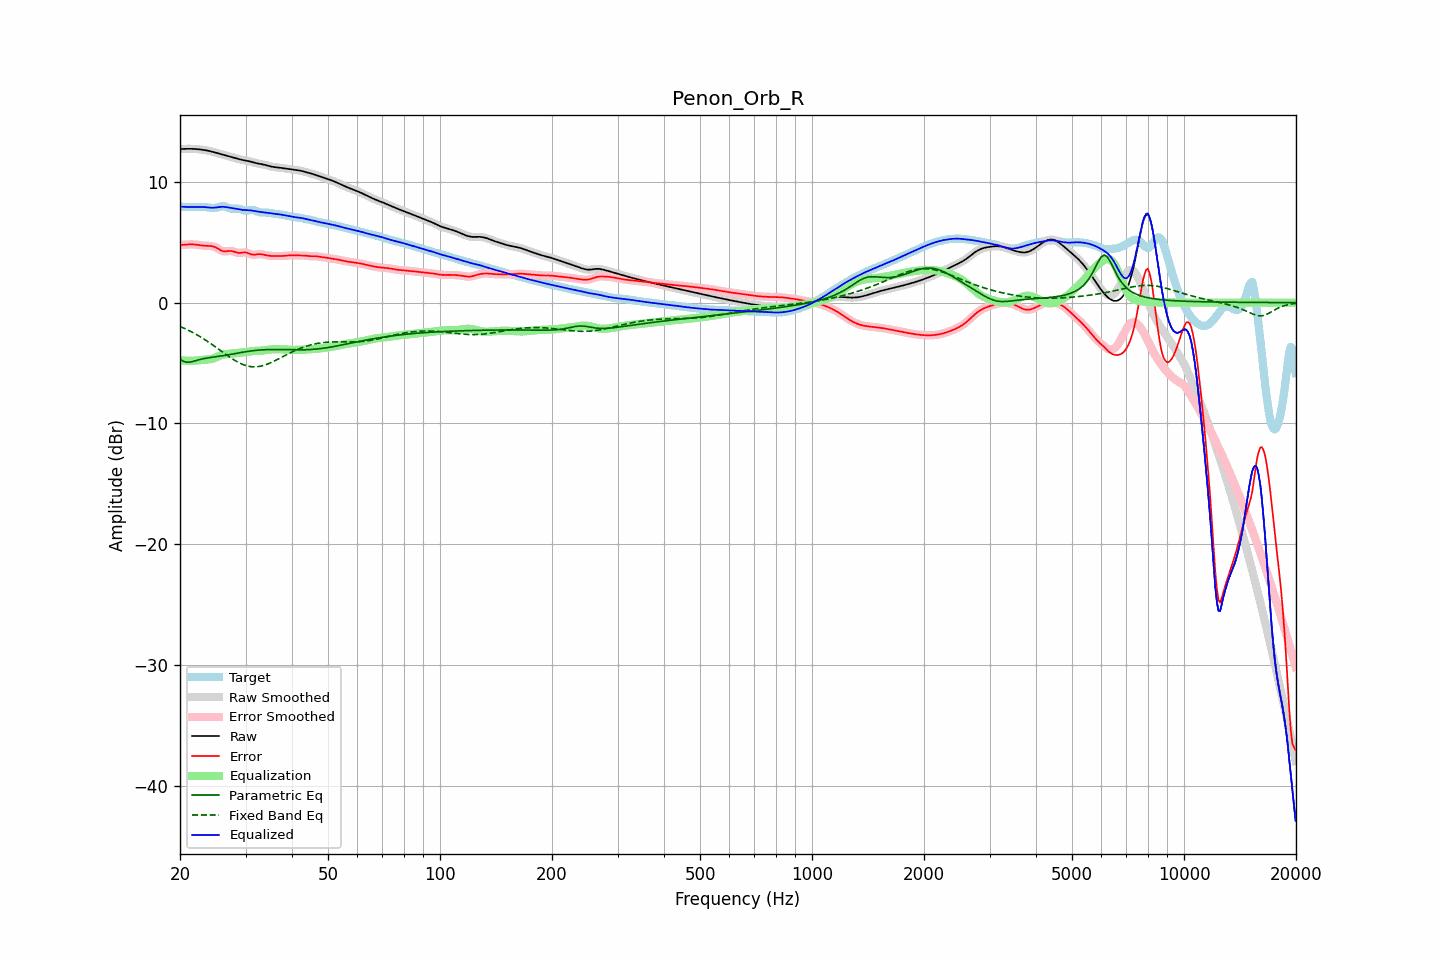 Penon_Orb_R
10
0
−10
−20
−30
−40
Amplitude (dBr)
Target
Raw Smoothed
Error Smoothed
Raw
Error
Equalization
Parametric Eq
Fixed Band Eq
Equalized
20 50 100 200 500 1000 2000 5000 10000 20000
Frequency (Hz)